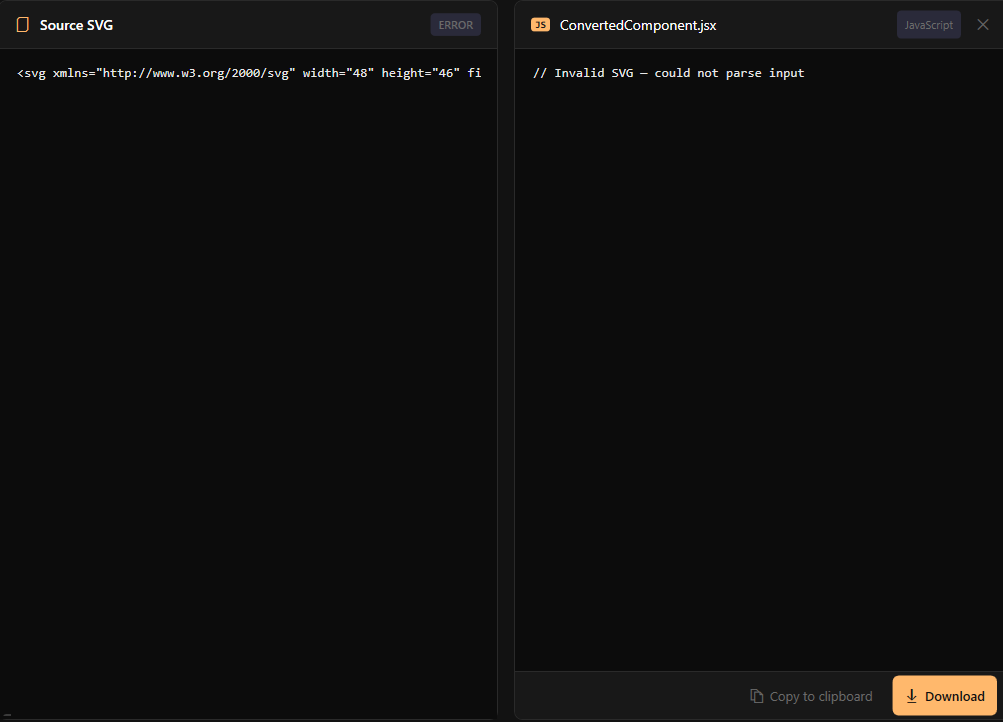 Source SVG
ERROR
<svg xmlns="http://www.w3.org/2000/svg" width="48" height="46" fi
JS
ConvertedComponent.jsx
JavaScript
// Invalid SVG — could not parse input
Copy to clipboard
Download